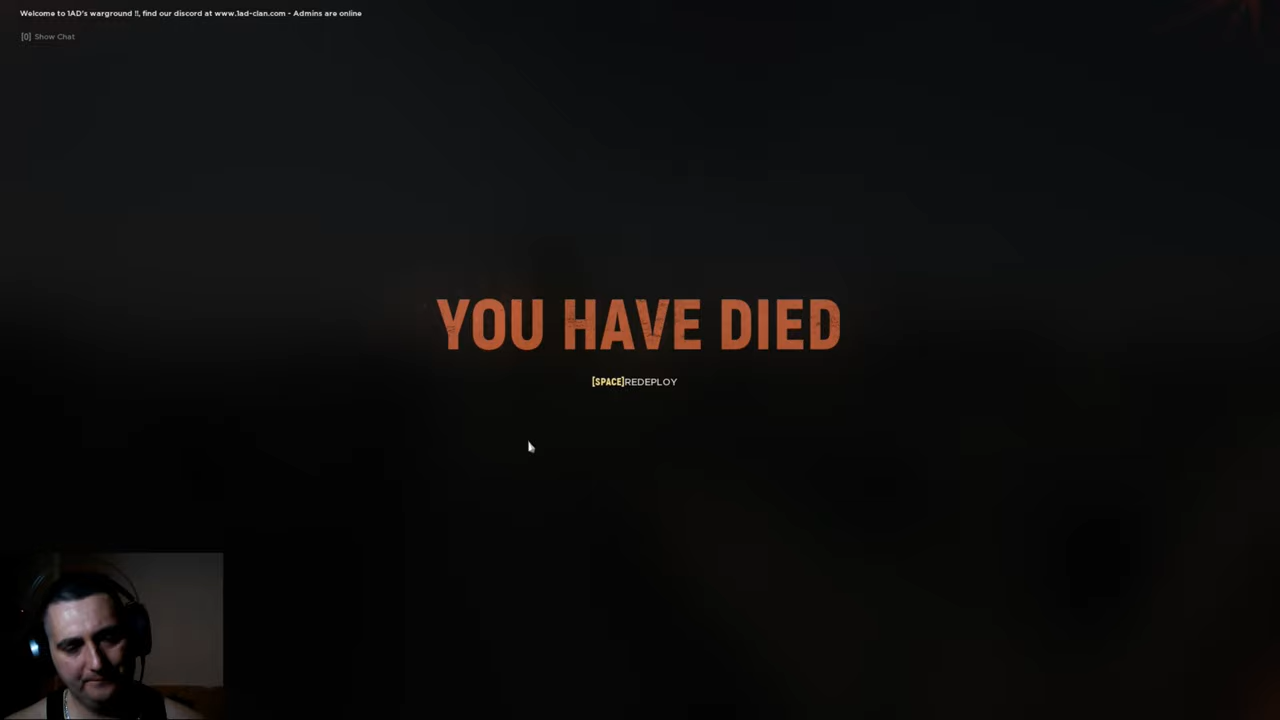 Welcome to 1AD's warground !!, find our discord at www.1ad-clan.com - Admins are online
[0] Show Chat
YOU HAVE DIED
[SPACE]REDEPLOY